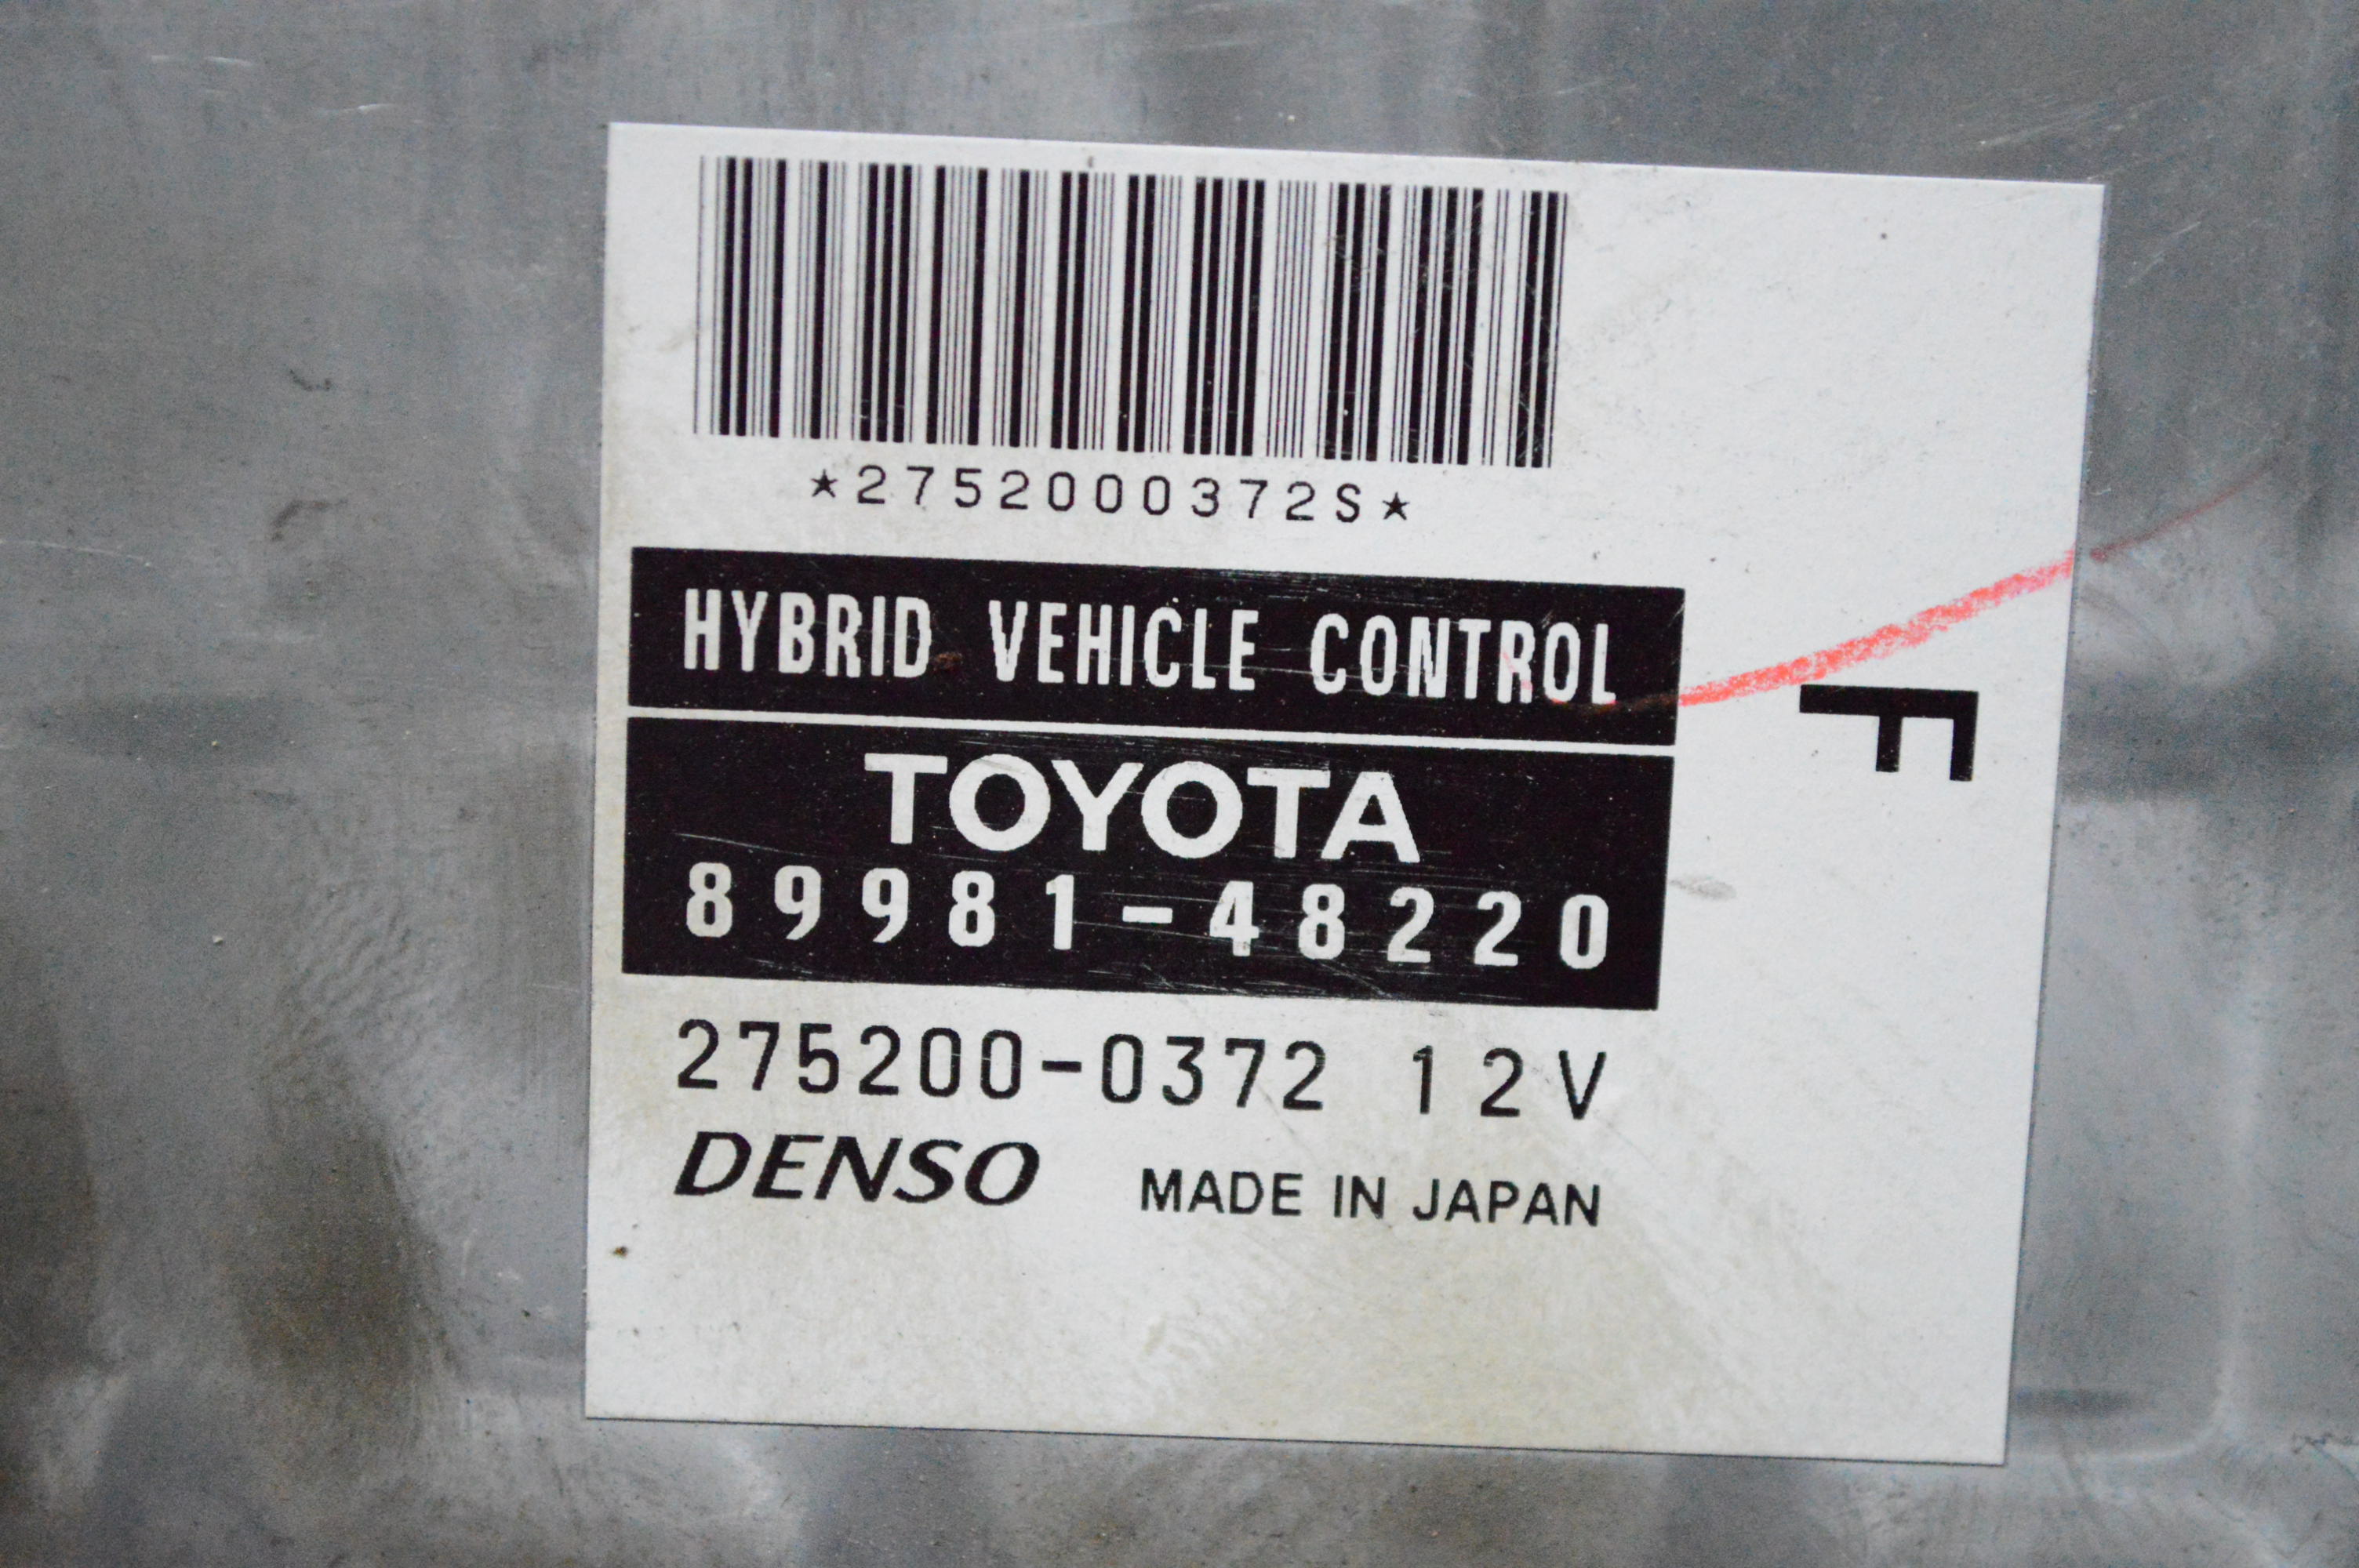 ★2752000372S★
HYBRID VEHICLE CONTROL
F
TOYOTA
89981-48220
275200-0372 12V
DENSO MADE IN JAPAN